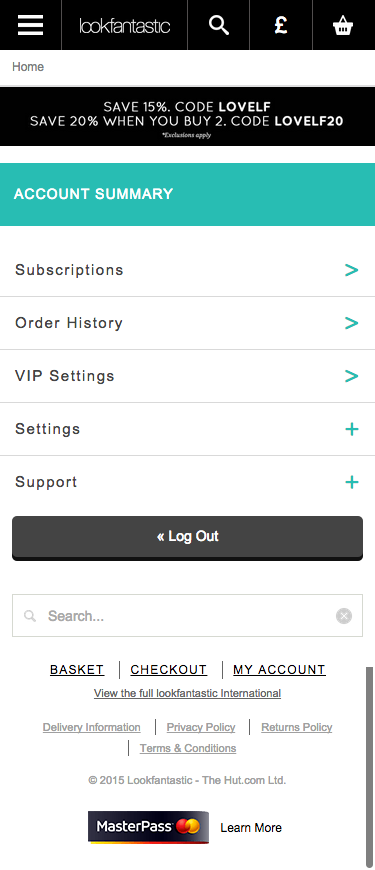 lookfantastic £
Home
SAVE 15%. CODE LOVELF
SAVE 20% WHEN YOU BUY 2. CODE LOVELF20
*Exclusions apply
ACCOUNT SUMMARY
Subscriptions >
Order History >
VIP Settings >
Settings +
Support +
« Log Out
Search...
BASKET CHECKOUT MY ACCOUNT
View the full lookfantastic International
Delivery Information Privacy Policy Returns Policy
Terms & Conditions
© 2015 Lookfantastic - The Hut.com Ltd.
MasterPass Learn More